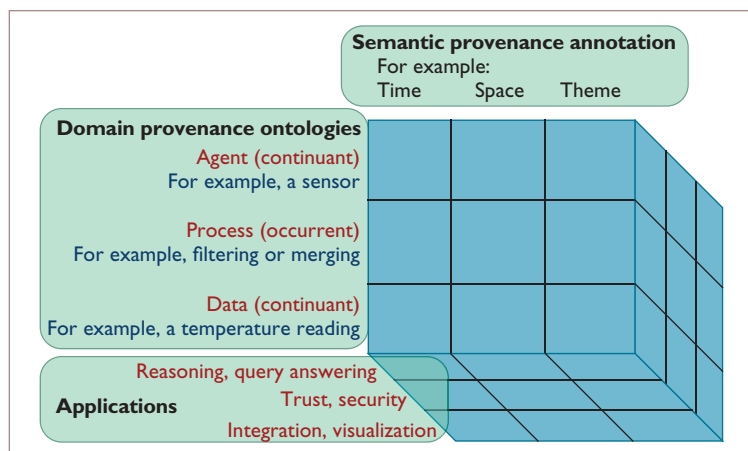 Semantic provenance annotation
For example:
Time Space Theme
Domain provenance ontologies
Agent (continuant)
For example, a sensor
Process (occurrent)
For example, filtering or merging
Data (continuant)
For example, a temperature reading
Reasoning, query answering
Applications
Trust, security
Integration, visualization